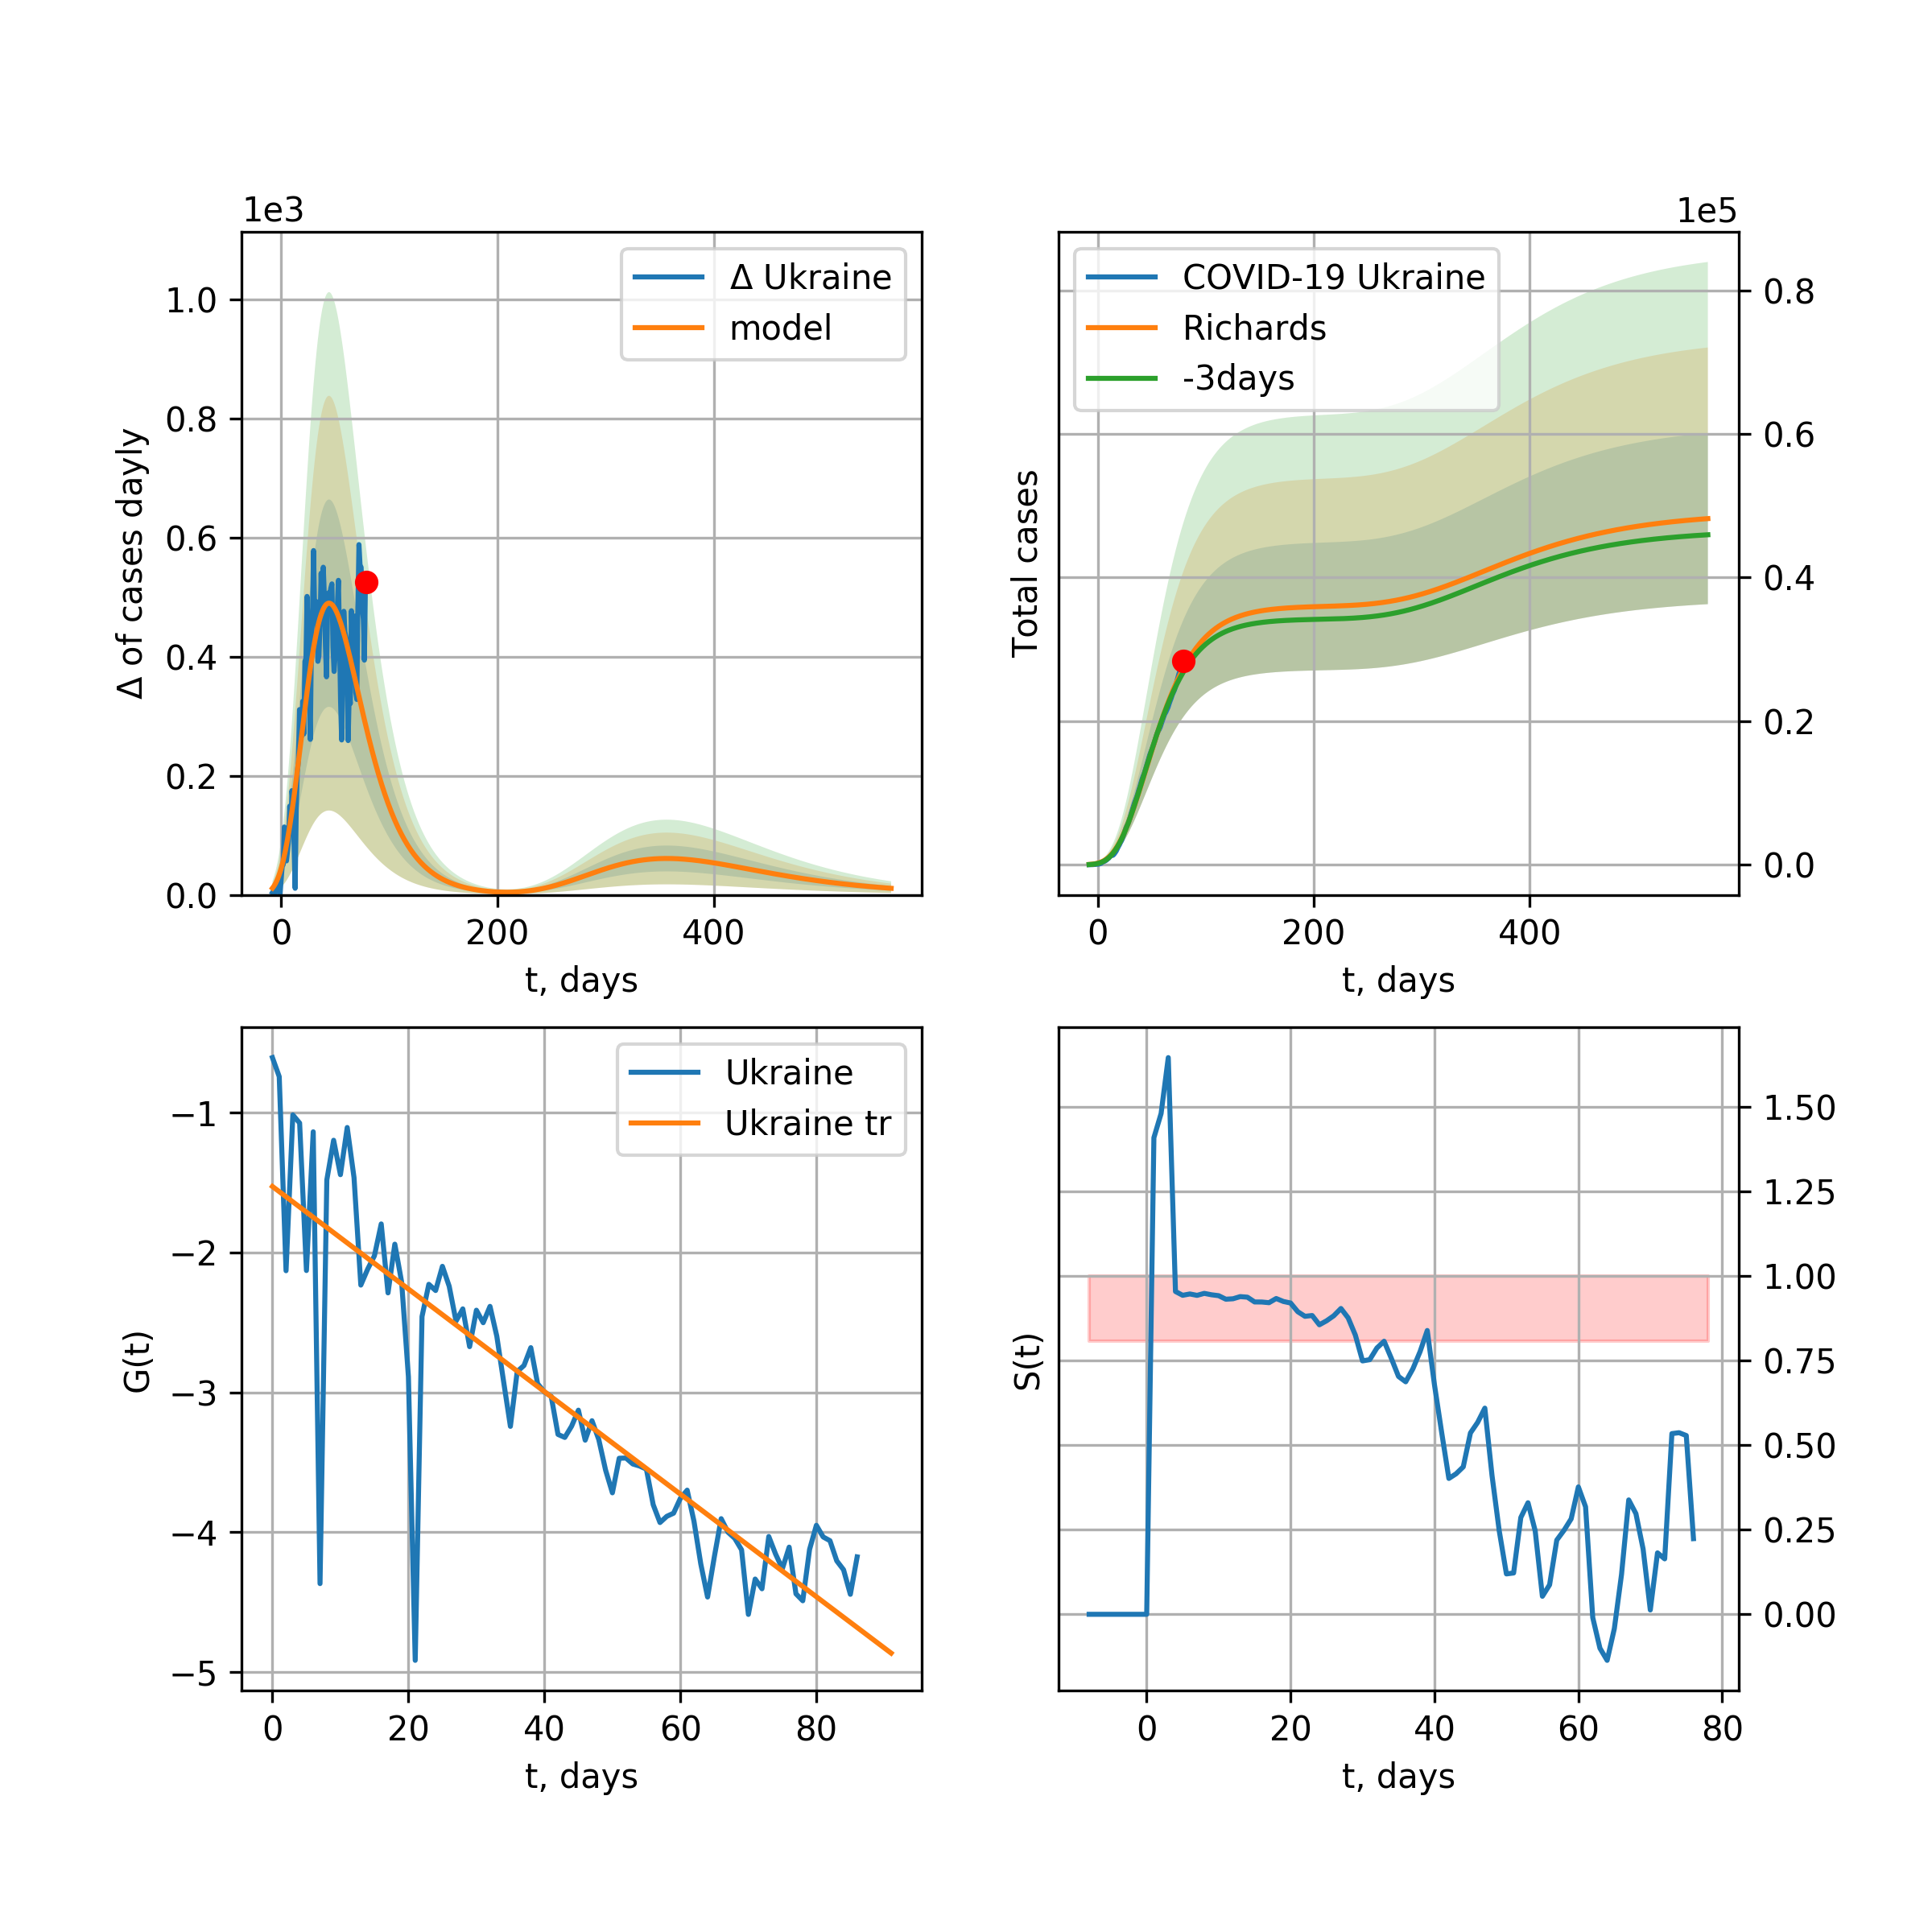 1e3
Δ of cases dayly
1.0
0.8
0.6
0.4
0.2
0.0
0 200 400
t, days
Δ Ukraine
model
1e5
Total cases
COVID-19 Ukraine
Richards
-3days
0.8
0.6
0.4
0.2
0.0
0 200 400
t, days
G(t)
−1
−2
−3
−4
−5
0 20 40 60 80
t, days
Ukraine
Ukraine tr
S(t)
1.50
1.25
1.00
0.75
0.50
0.25
0.00
0 20 40 60 80
t, days